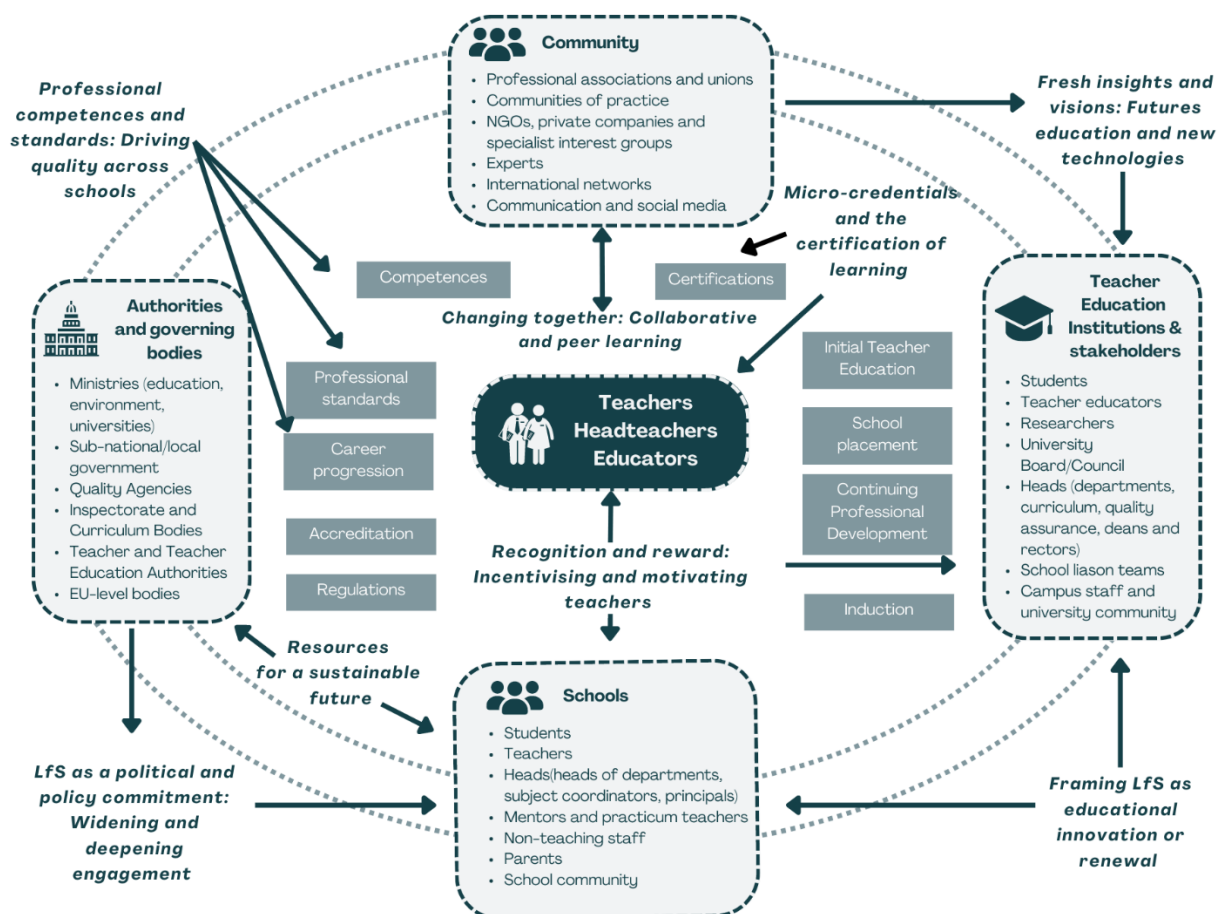 Community
• Professional associations and unions
• Communities of practice
• NGOs, private companies and
specialist interest groups
• Experts
• International networks
• Communication and social media
Professional
competences and
standards: Driving
quality across
schools
Fresh insights and
visions: Futures
education and new
technologies
Micro-credentials
and the
certification of
learning
Competences
Certifications
Changing together: Collaborative
and peer learning
Authorities
and governing
bodies
• Ministries (education,
environment,
universities)
• Sub-national/local
government
• Quality Agencies
• Inspectorate and
Curriculum Bodies
• Teacher and Teacher
Education Authorities
• EU-level bodies
Professional
standards
Career
progression
Accreditation
Regulations
Teachers
Headteachers
Educators
Initial Teacher
Education
School
placement
Continuing
Professional
Development
Induction
Teacher
Education
Institutions &
stakeholders
• Students
• Teacher educators
• Researchers
• University
Board/Council
• Heads (departments,
curriculum, quality
assurance, deans and
rectors)
• School liason teams
• Campus staff and
university community
Recognition and reward:
Incentivising and motivating
teachers
Resources
for a sustainable
future
Schools
• Students
• Teachers
• Heads(heads of departments,
subject coordinators, principals)
• Mentors and practicum teachers
• Non-teaching staff
• Parents
• School community
LfS as a political and
policy commitment:
Widening and
deepening
engagement
Framing LfS as
educational
innovation or
renewal